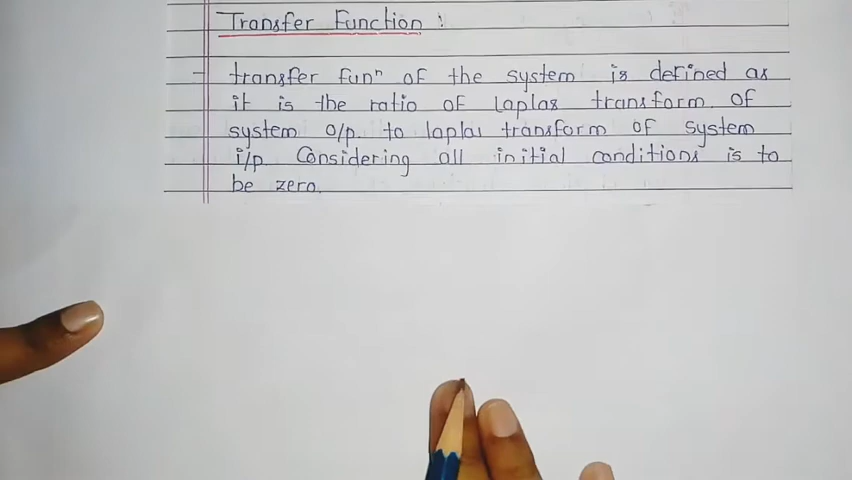 Transfer Function :
- transfer funⁿ of the system is defined as
it is the ratio of laplas transform of
system o/p. to laplas transform of system
i/p. Considering all initial conditions is to
be zero.